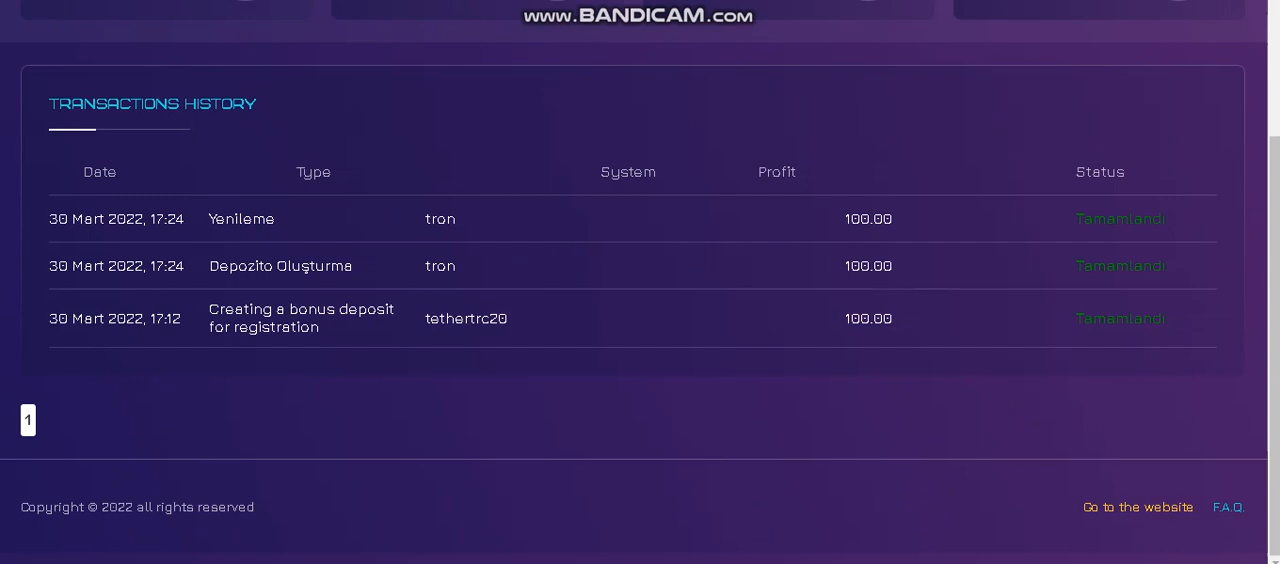 www.BANDICAM.com
TRANSACTIONS HISTORY
Date Type System Profit Status
30 Mart 2022, 17:24 Yenileme tron 100.00 Tamamlandı
30 Mart 2022, 17:24 Depozito Oluşturma tron 100.00 Tamamlandı
Creating a bonus deposit
30 Mart 2022, 17:12 tethertrc20 100.00 Tamamlandı
for registration
1
Copyright © 2022 all rights reserved Go to the website F.A.Q.